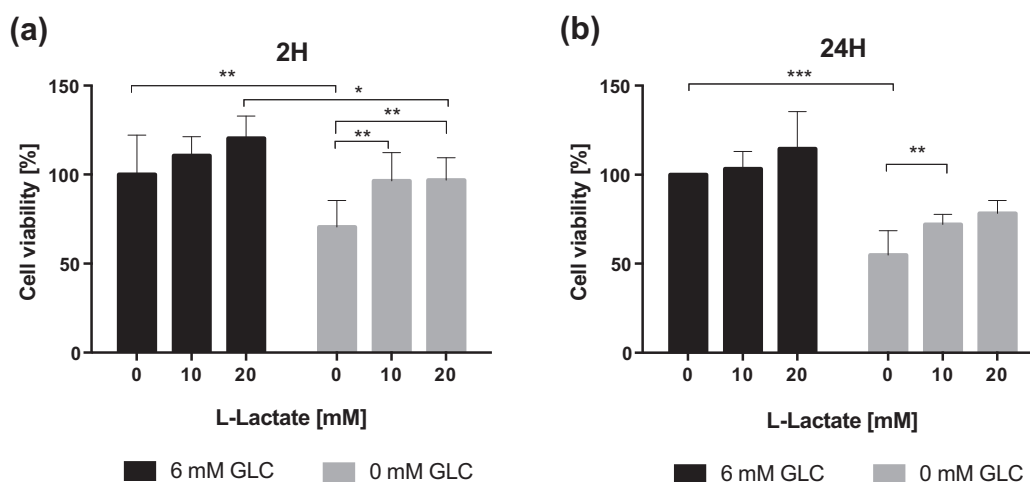 (a)
2H
Cell viability [%]
150
100
50
0
**
*
**
**
0 10 20 0 10 20
L-Lactate [mM]
6 mM GLC 0 mM GLC
(b)
24H
Cell viability [%]
150
100
50
0
***
**
0 10 20 0 10 20
L-Lactate [mM]
6 mM GLC 0 mM GLC